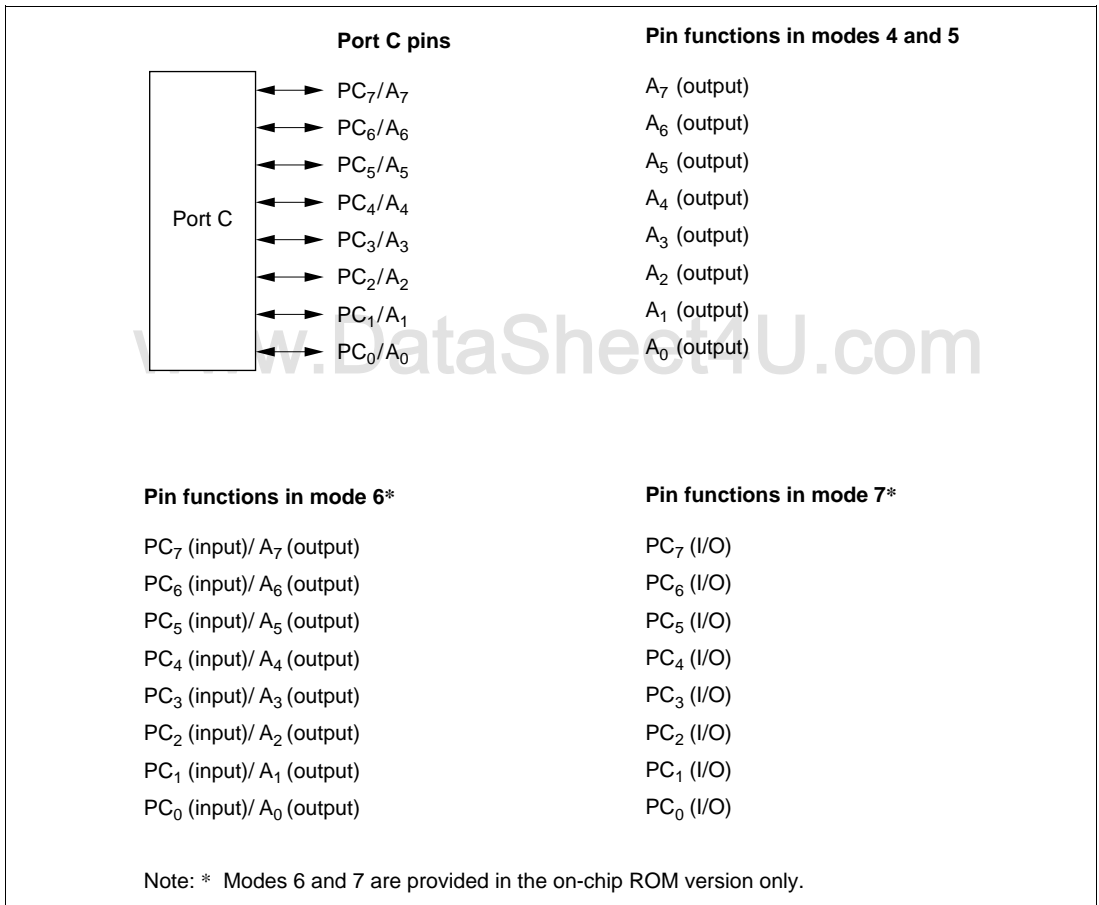 Port C pins Pin functions in modes 4 and 5
PC₇/A₇ A₇ (output)
PC₆/A₆ A₆ (output)
PC₅/A₅ A₅ (output)
PC₄/A₄ A₄ (output)
Port C
PC₃/A₃ A₃ (output)
PC₂/A₂ A₂ (output)
PC₁/A₁ A₁ (output)
www.DataSheet4U.com
PC₀/A₀ A₀ (output)
Pin functions in mode 6* Pin functions in mode 7*
PC₇ (input)/ A₇ (output) PC₇ (I/O)
PC₆ (input)/ A₆ (output) PC₆ (I/O)
PC₅ (input)/ A₅ (output) PC₅ (I/O)
PC₄ (input)/ A₄ (output) PC₄ (I/O)
PC₃ (input)/ A₃ (output) PC₃ (I/O)
PC₂ (input)/ A₂ (output) PC₂ (I/O)
PC₁ (input)/ A₁ (output) PC₁ (I/O)
PC₀ (input)/ A₀ (output) PC₀ (I/O)
Note: * Modes 6 and 7 are provided in the on-chip ROM version only.